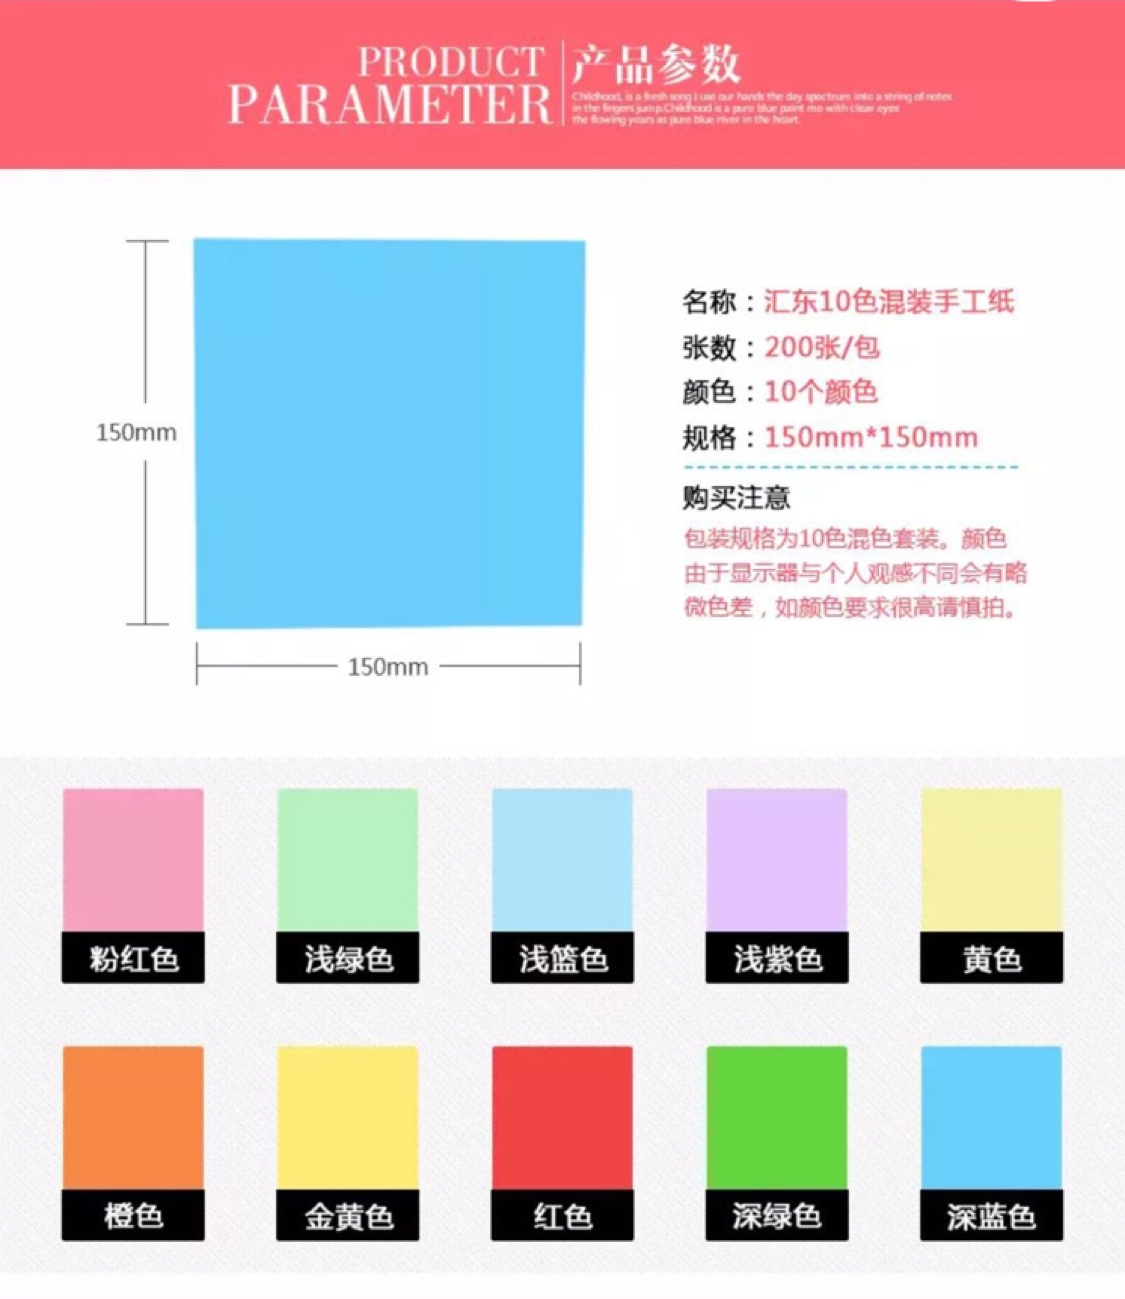 PRODUCT
PARAMETER
产品参数
Childhood, is a fresh song I use our hands the day spectrum into a string of notes
in the fingers jump.Childhood is a pure blue paint me with clear eyes
the flowing years as pure blue river in the heart.
150mm
150mm
名称：汇东10色混装手工纸
张数：200张/包
颜色：10个颜色
规格：150mm*150mm
购买注意
包装规格为10色混色套装。颜色
由于显示器与个人观感不同会有略
微色差，如颜色要求很高请慎拍。
粉红色
浅绿色
浅篮色
浅紫色
黄色
橙色
金黄色
红色
深绿色
深蓝色